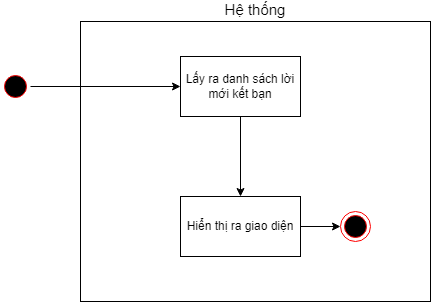 Hệ thống
Lấy ra danh sách lời
mới kết bạn
Hiển thị ra giao diện